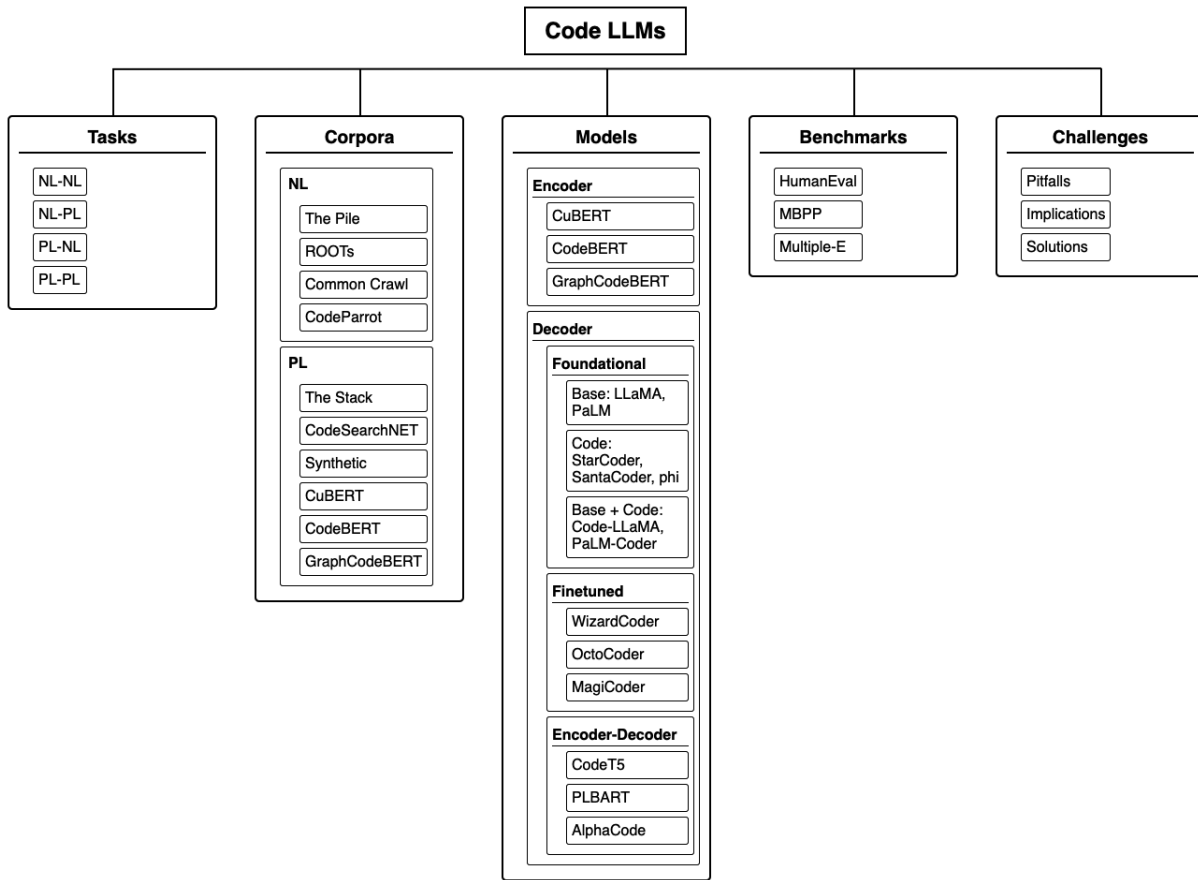 Code LLMs
Tasks
NL-NL
NL-PL
PL-NL
PL-PL
Corpora
NL
The Pile
ROOTs
Common Crawl
CodeParrot
PL
The Stack
CodeSearchNET
Synthetic
CuBERT
CodeBERT
GraphCodeBERT
Models
Encoder
CuBERT
CodeBERT
GraphCodeBERT
Decoder
Foundational
Base: LLaMA,
PaLM
Code:
StarCoder,
SantaCoder, phi
Base + Code:
Code-LLaMA,
PaLM-Coder
Finetuned
WizardCoder
OctoCoder
MagiCoder
Encoder-Decoder
CodeT5
PLBART
AlphaCode
Benchmarks
HumanEval
MBPP
Multiple-E
Challenges
Pitfalls
Implications
Solutions